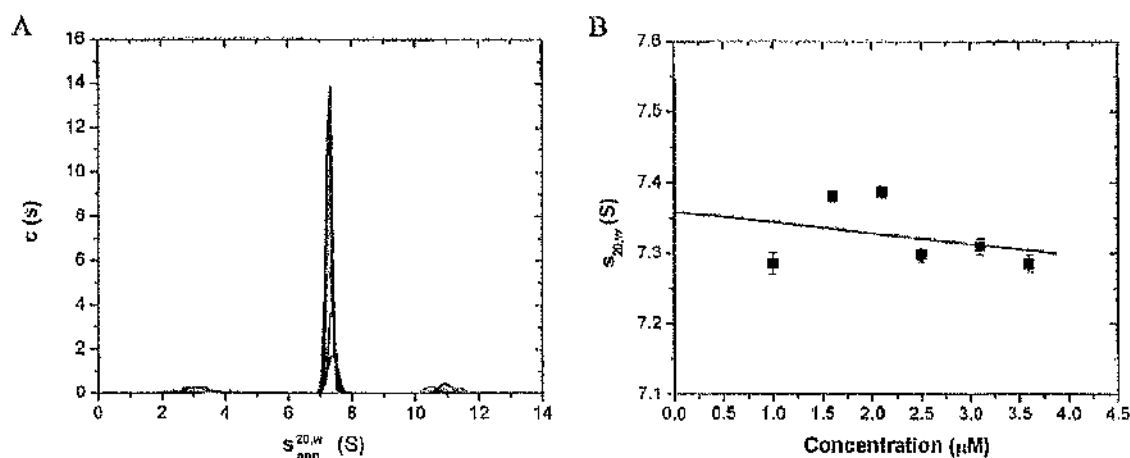 A
16
14
12
10
8
6
4
2
0
c (s)
0 2 4 6 8 10 12 14
s20,w app (S)
B
7.6
7.5
7.4
7.3
7.2
7.1
s20,w (S)
0.0 0.5 1.0 1.5 2.0 2.5 3.0 3.5 4.0 4.5
Concentration (μM)